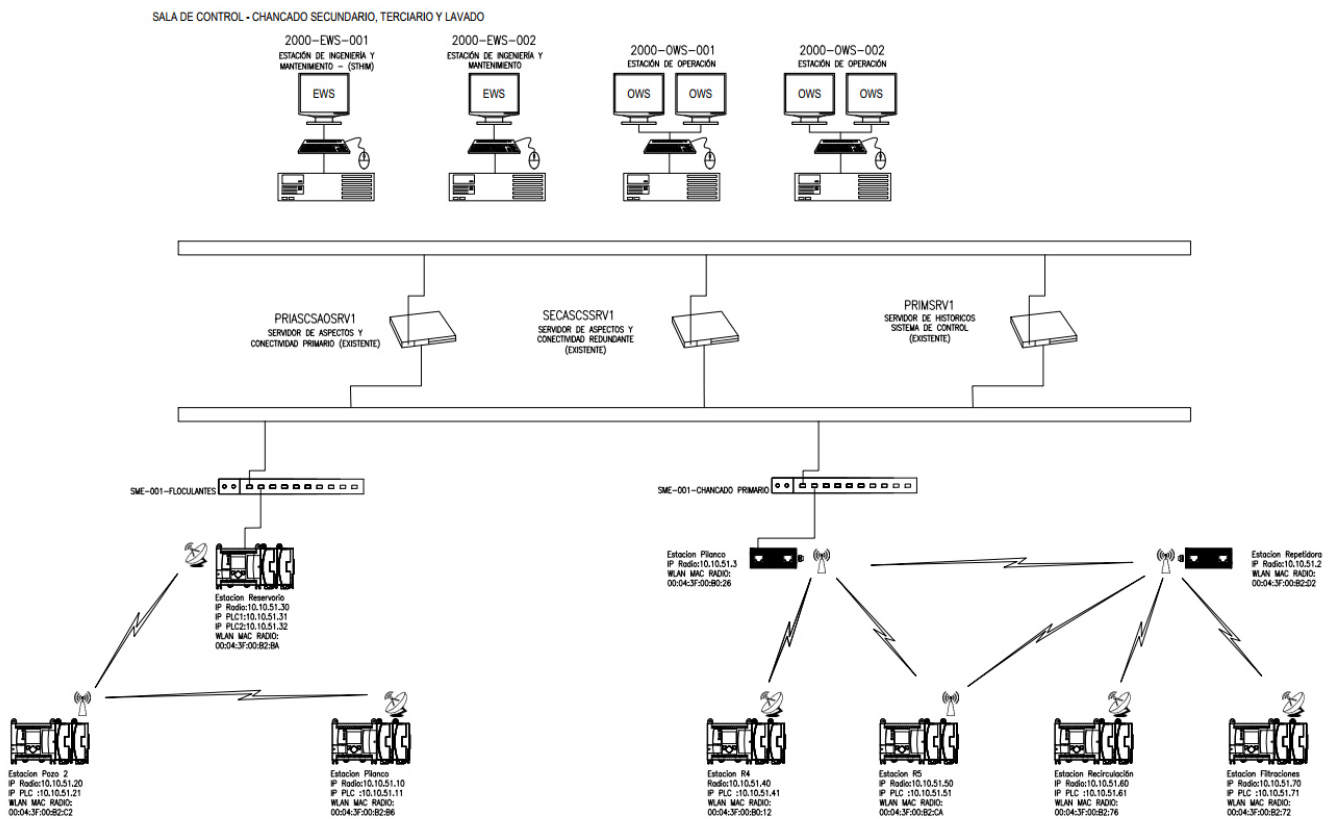 SALA DE CONTROL - CHANCADO SECUNDARIO, TERCIARIO Y LAVADO
2000-EWS-001
ESTACIÓN DE INGENIERÍA Y
MANTENIMIENTO - (STHIM)
EWS
2000-EWS-002
ESTACIÓN DE INGENIERÍA Y
MANTENIMIENTO
EWS
2000-OWS-001
ESTACIÓN DE OPERACIÓN
OWS
OWS
2000-OWS-002
ESTACIÓN DE OPERACIÓN
OWS
OWS
PRIASCSAOSRV1
SERVIDOR DE ASPECTOS Y
CONECTIVIDAD PRIMARIO (EXISTENTE)
SECASCSSRV1
SERVIDOR DE ASPECTOS Y
CONECTIVIDAD REDUNDANTE
(EXISTENTE)
PRIMSRV1
SERVIDOR DE HISTORICOS
SISTEMA DE CONTROL
(EXISTENTE)
SME-001-FLOCULANTES
SME-001-CHANCADO PRIMARIO
Estacion Reservorio
IP Radio:10.10.51.30
IP PLC1:10.10.51.31
IP PLC2:10.10.51.32
WLAN MAC RADIO:
00:04:3F:00:B2:BA
Estacion Pilanco
IP Radio:10.10.51.3
WLAN MAC RADIO:
00:04:3F:00:B0:26
Estacion Repetidora
IP Radio:10.10.51.2
WLAN MAC RADIO:
00:04:3F:00:B2:D2
Estacion Pozo 2
IP Radio:10.10.51.20
IP PLC :10.10.51.21
WLAN MAC RADIO:
00:04:3F:00:B2:C2
Estacion Pilanco
IP Radio:10.10.51.10
IP PLC :10.10.51.11
WLAN MAC RADIO:
00:04:3F:00:B2:B6
Estacion R4
Radio:10.10.51.40
IP PLC :10.10.51.41
WLAN MAC RADIO:
00:04:3F:00:B0:12
Estacion R5
IP Radio:10.10.51.50
IP PLC :10.10.51.51
WLAN MAC RADIO:
00:04:3F:00:B2:CA
Estacion Recirculación
IP Radio:10.10.51.60
IP PLC :10.10.51.61
WLAN MAC RADIO:
00:04:3F:00:B2:76
Estacion Filtraciones
IP Radio:10.10.51.70
IP PLC :10.10.51.71
WLAN MAC RADIO:
00:04:3F:00:B2:72